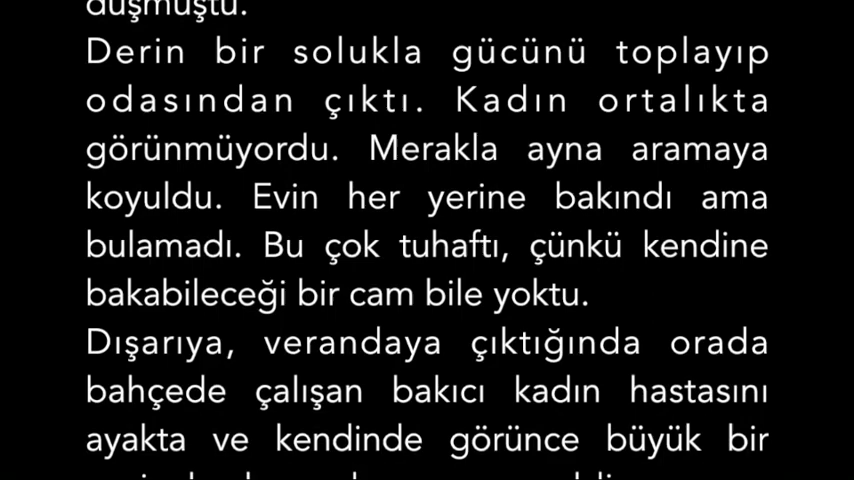 düşmüştü.
Derin bir solukla gücünü toplayıp
odasından çıktı. Kadın ortalıkta
görünmüyordu. Merakla ayna aramaya
koyuldu. Evin her yerine bakındı ama
bulamadı. Bu çok tuhaftı, çünkü kendine
bakabileceği bir cam bile yoktu.
Dışarıya, verandaya çıktığında orada
bahçede çalışan bakıcı kadın hastasını
ayakta ve kendinde görünce büyük bir